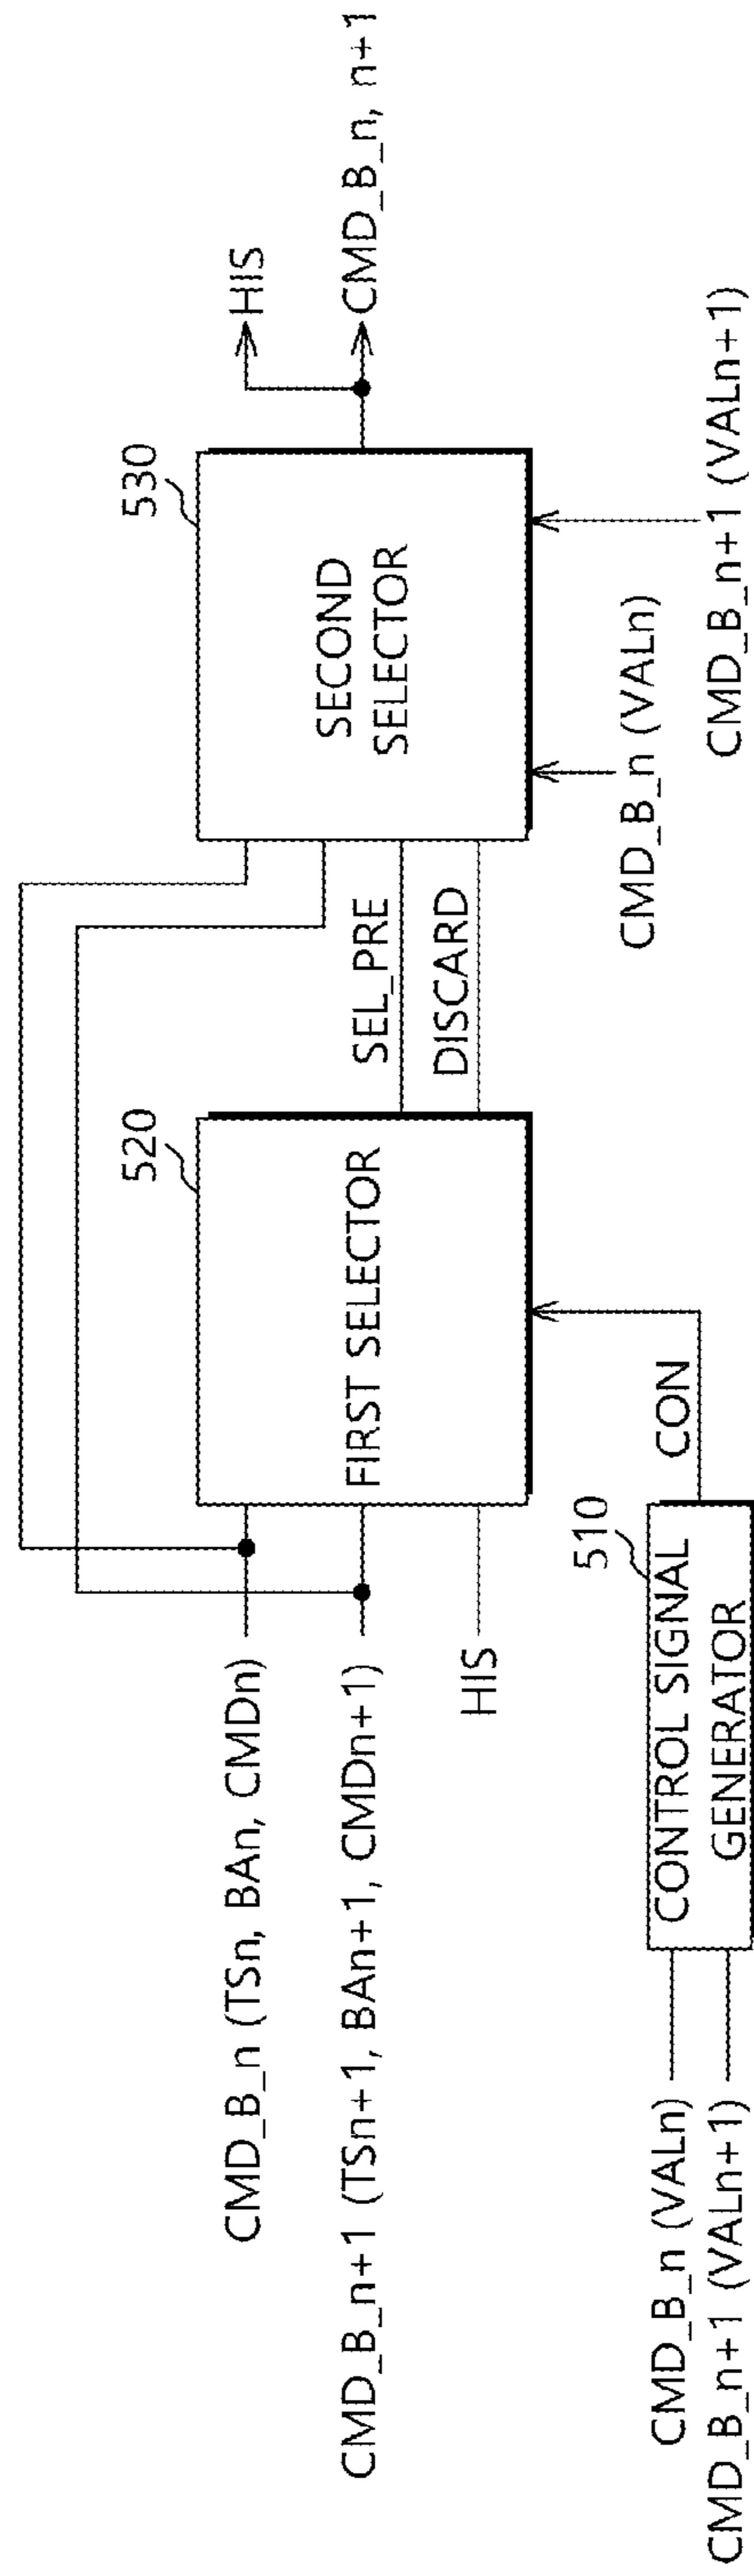 CMD_B_n (TSn, BAn, CMDn)
CMD_B_n+1 (TSn+1, BAn+1, CMDn+1)
HIS
520
FIRST SELECTOR
SEL_PRE
DISCARD
530
SECOND
SELECTOR
HIS
CMD_B_n, n+1
CMD_B_n (VALn)
CMD_B_n+1 (VALn+1)
CMD_B_n (VALn)
CMD_B_n+1 (VALn+1)
510
CONTROL SIGNAL
GENERATOR
CON